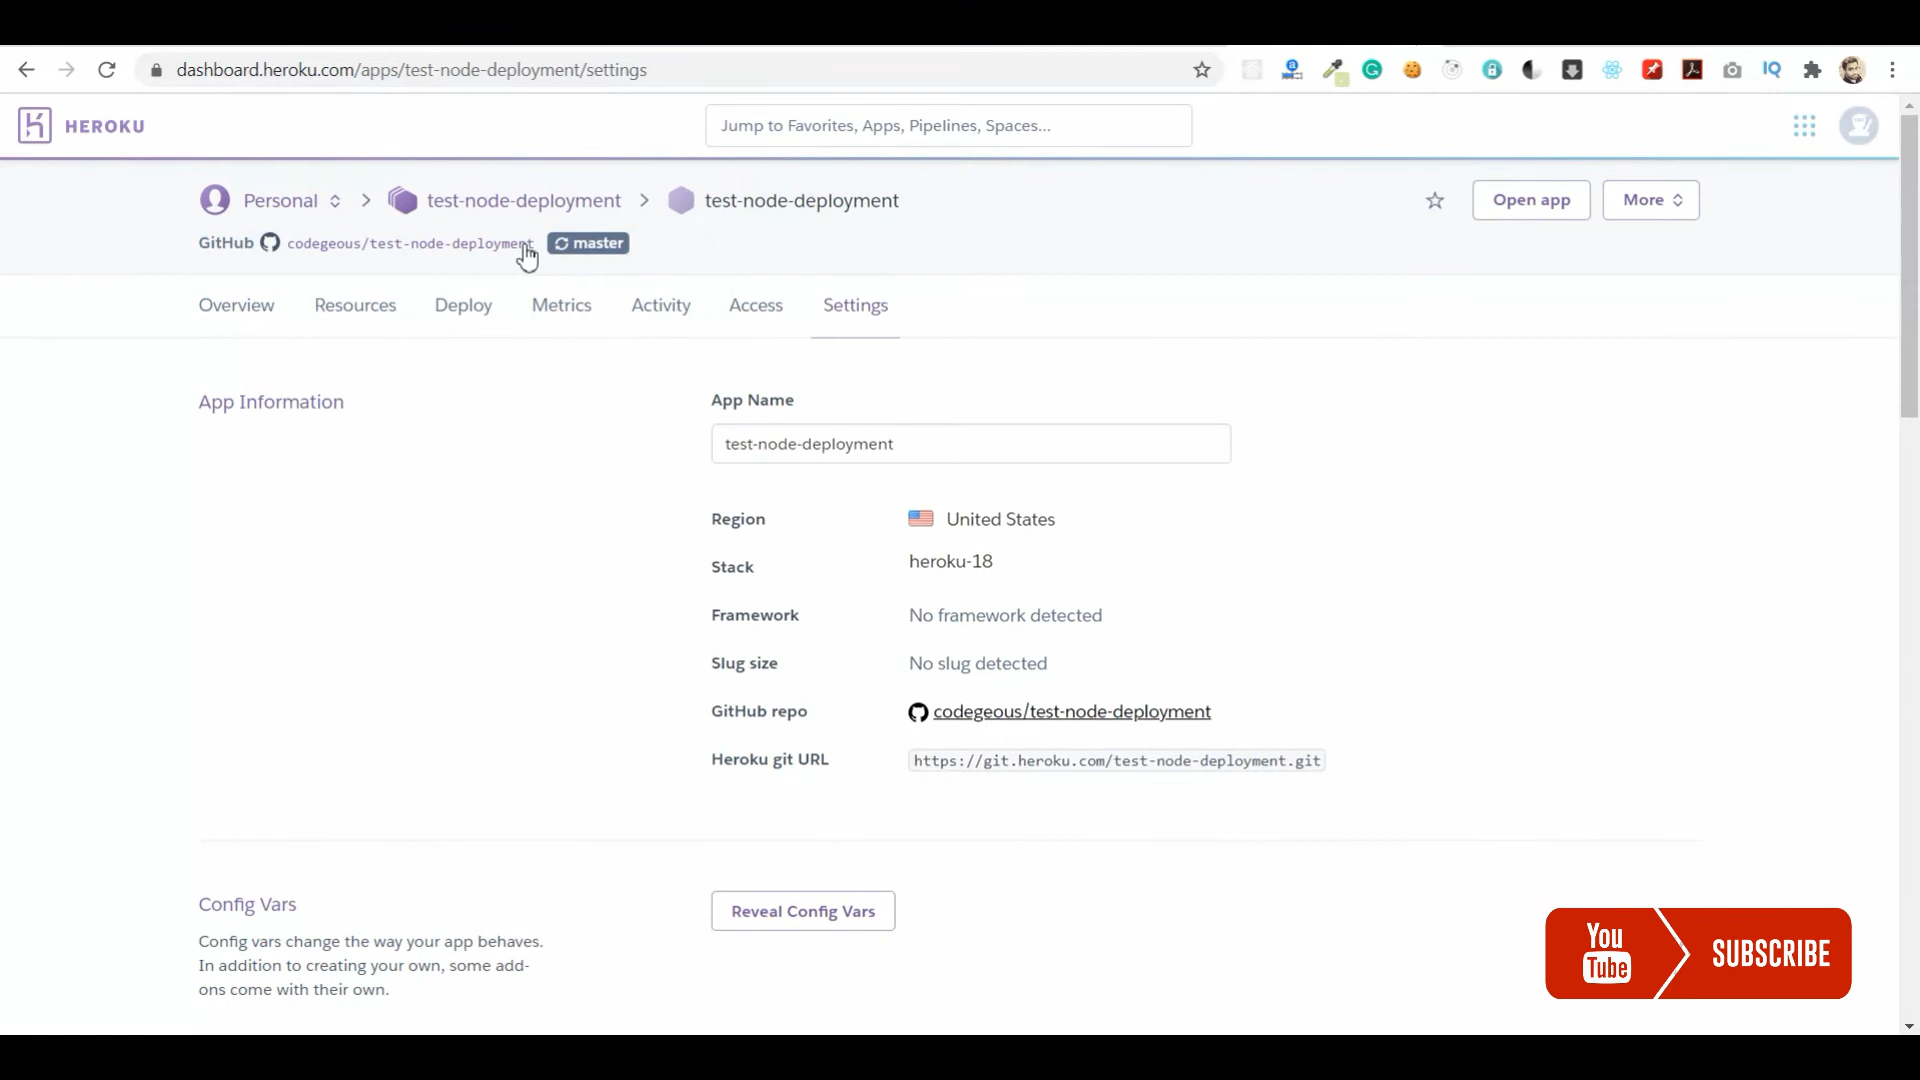 dashboard.heroku.com/apps/test-node-deployment/settings
IQ
HEROKU
Jump to Favorites, Apps, Pipelines, Spaces...
Personal > test-node-deployment > test-node-deployment
Open app
More
GitHub codegeous/test-node-deployment master
Overview Resources Deploy Metrics Activity Access Settings
App Information
App Name
test-node-deployment
Region United States
Stack heroku-18
Framework No framework detected
Slug size No slug detected
GitHub repo codegeous/test-node-deployment
Heroku git URL https://git.heroku.com/test-node-deployment.git
Config Vars
Reveal Config Vars
Config vars change the way your app behaves.
In addition to creating your own, some add-
ons come with their own.
You
Tube
SUBSCRIBE